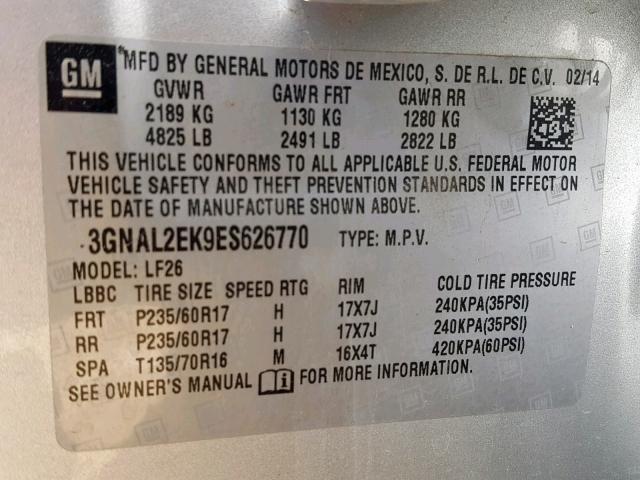 GM *MFD BY GENERAL MOTORS DE MEXICO, S. DE R.L. DE C.V. 02/14
GVWR GAWR FRT GAWR RR
2189 KG 1130 KG 1280 KG
4825 LB 2491 LB 2822 LB
THIS VEHICLE CONFORMS TO ALL APPLICABLE U.S. FEDERAL MOTOR
VEHICLE SAFETY AND THEFT PREVENTION STANDARDS IN EFFECT ON
THE DATE OF MANUFACTURE SHOWN ABOVE.
3GNAL2EK9ES626770 TYPE: M.P.V.
MODEL: LF26
LBBC TIRE SIZE SPEED RTG RIM COLD TIRE PRESSURE
FRT P235/60R17 H 17X7J 240KPA(35PSI)
RR P235/60R17 H 17X7J 240KPA(35PSI)
SPA T135/70R16 M 16X4T 420KPA(60PSI)
SEE OWNER'S MANUAL i FOR MORE INFORMATION.